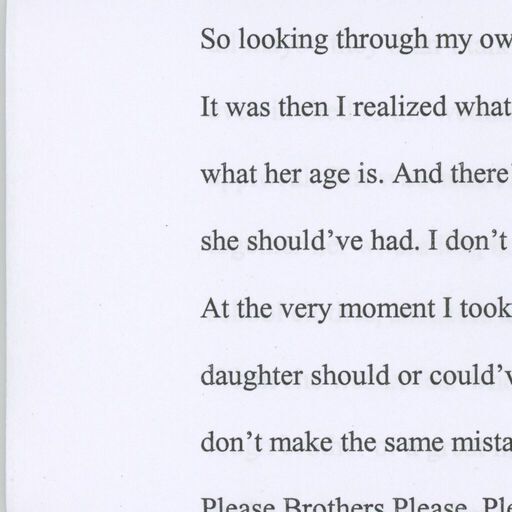 So looking through my ow
It was then I realized what
what her age is. And there'
she should've had. I don't
At the very moment I took
daughter should or could'v
don't make the same mista
Please Brothers Please. Ple